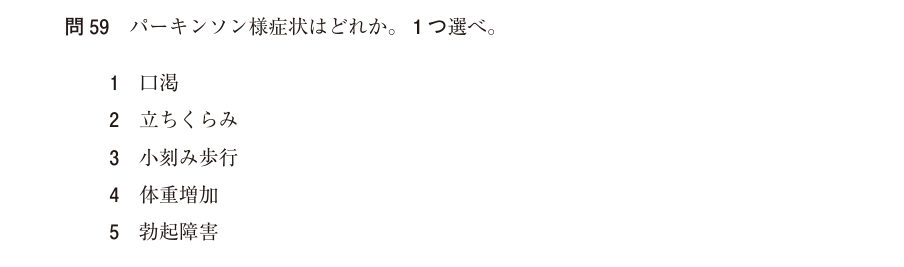 問 59 パーキンソン様症状はどれか。1つ選べ。
1 口渇
2 立ちくらみ
3 小刻み歩行
4 体重増加
5 勃起障害